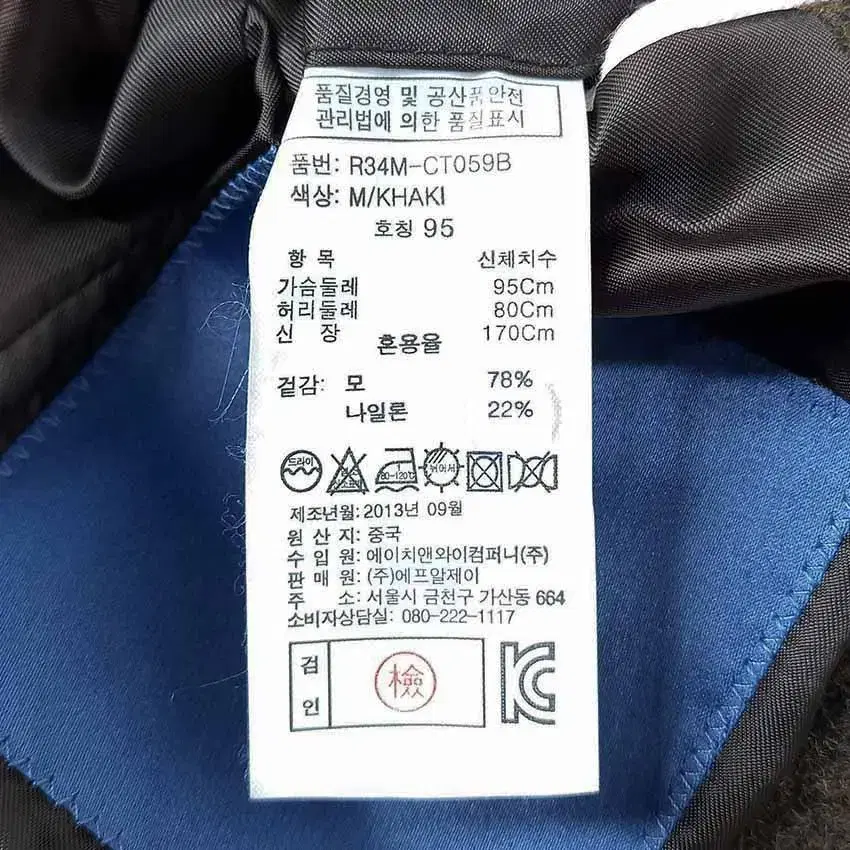 품질경영 및 공산품안전
관리법에 의한 품질표시
품번: R34M-CT059B
색상: M/KHAKI
호칭 95
항 목 신체치수
가슴둘레 95Cm
허리둘레 80Cm
신 장 170Cm
혼용율
겉감: 모 78%
나일론 22%
드라이 1 80-120℃ 뉘어서
제조년월: 2013년 09월
원 산 지: 중국
수 입 원: 에이치앤와이컴퍼니(주)
판 매 원: (주)에프알제이
주 소: 서울시 금천구 가산동 664
소비자상담실: 080-222-1117
검인 檢